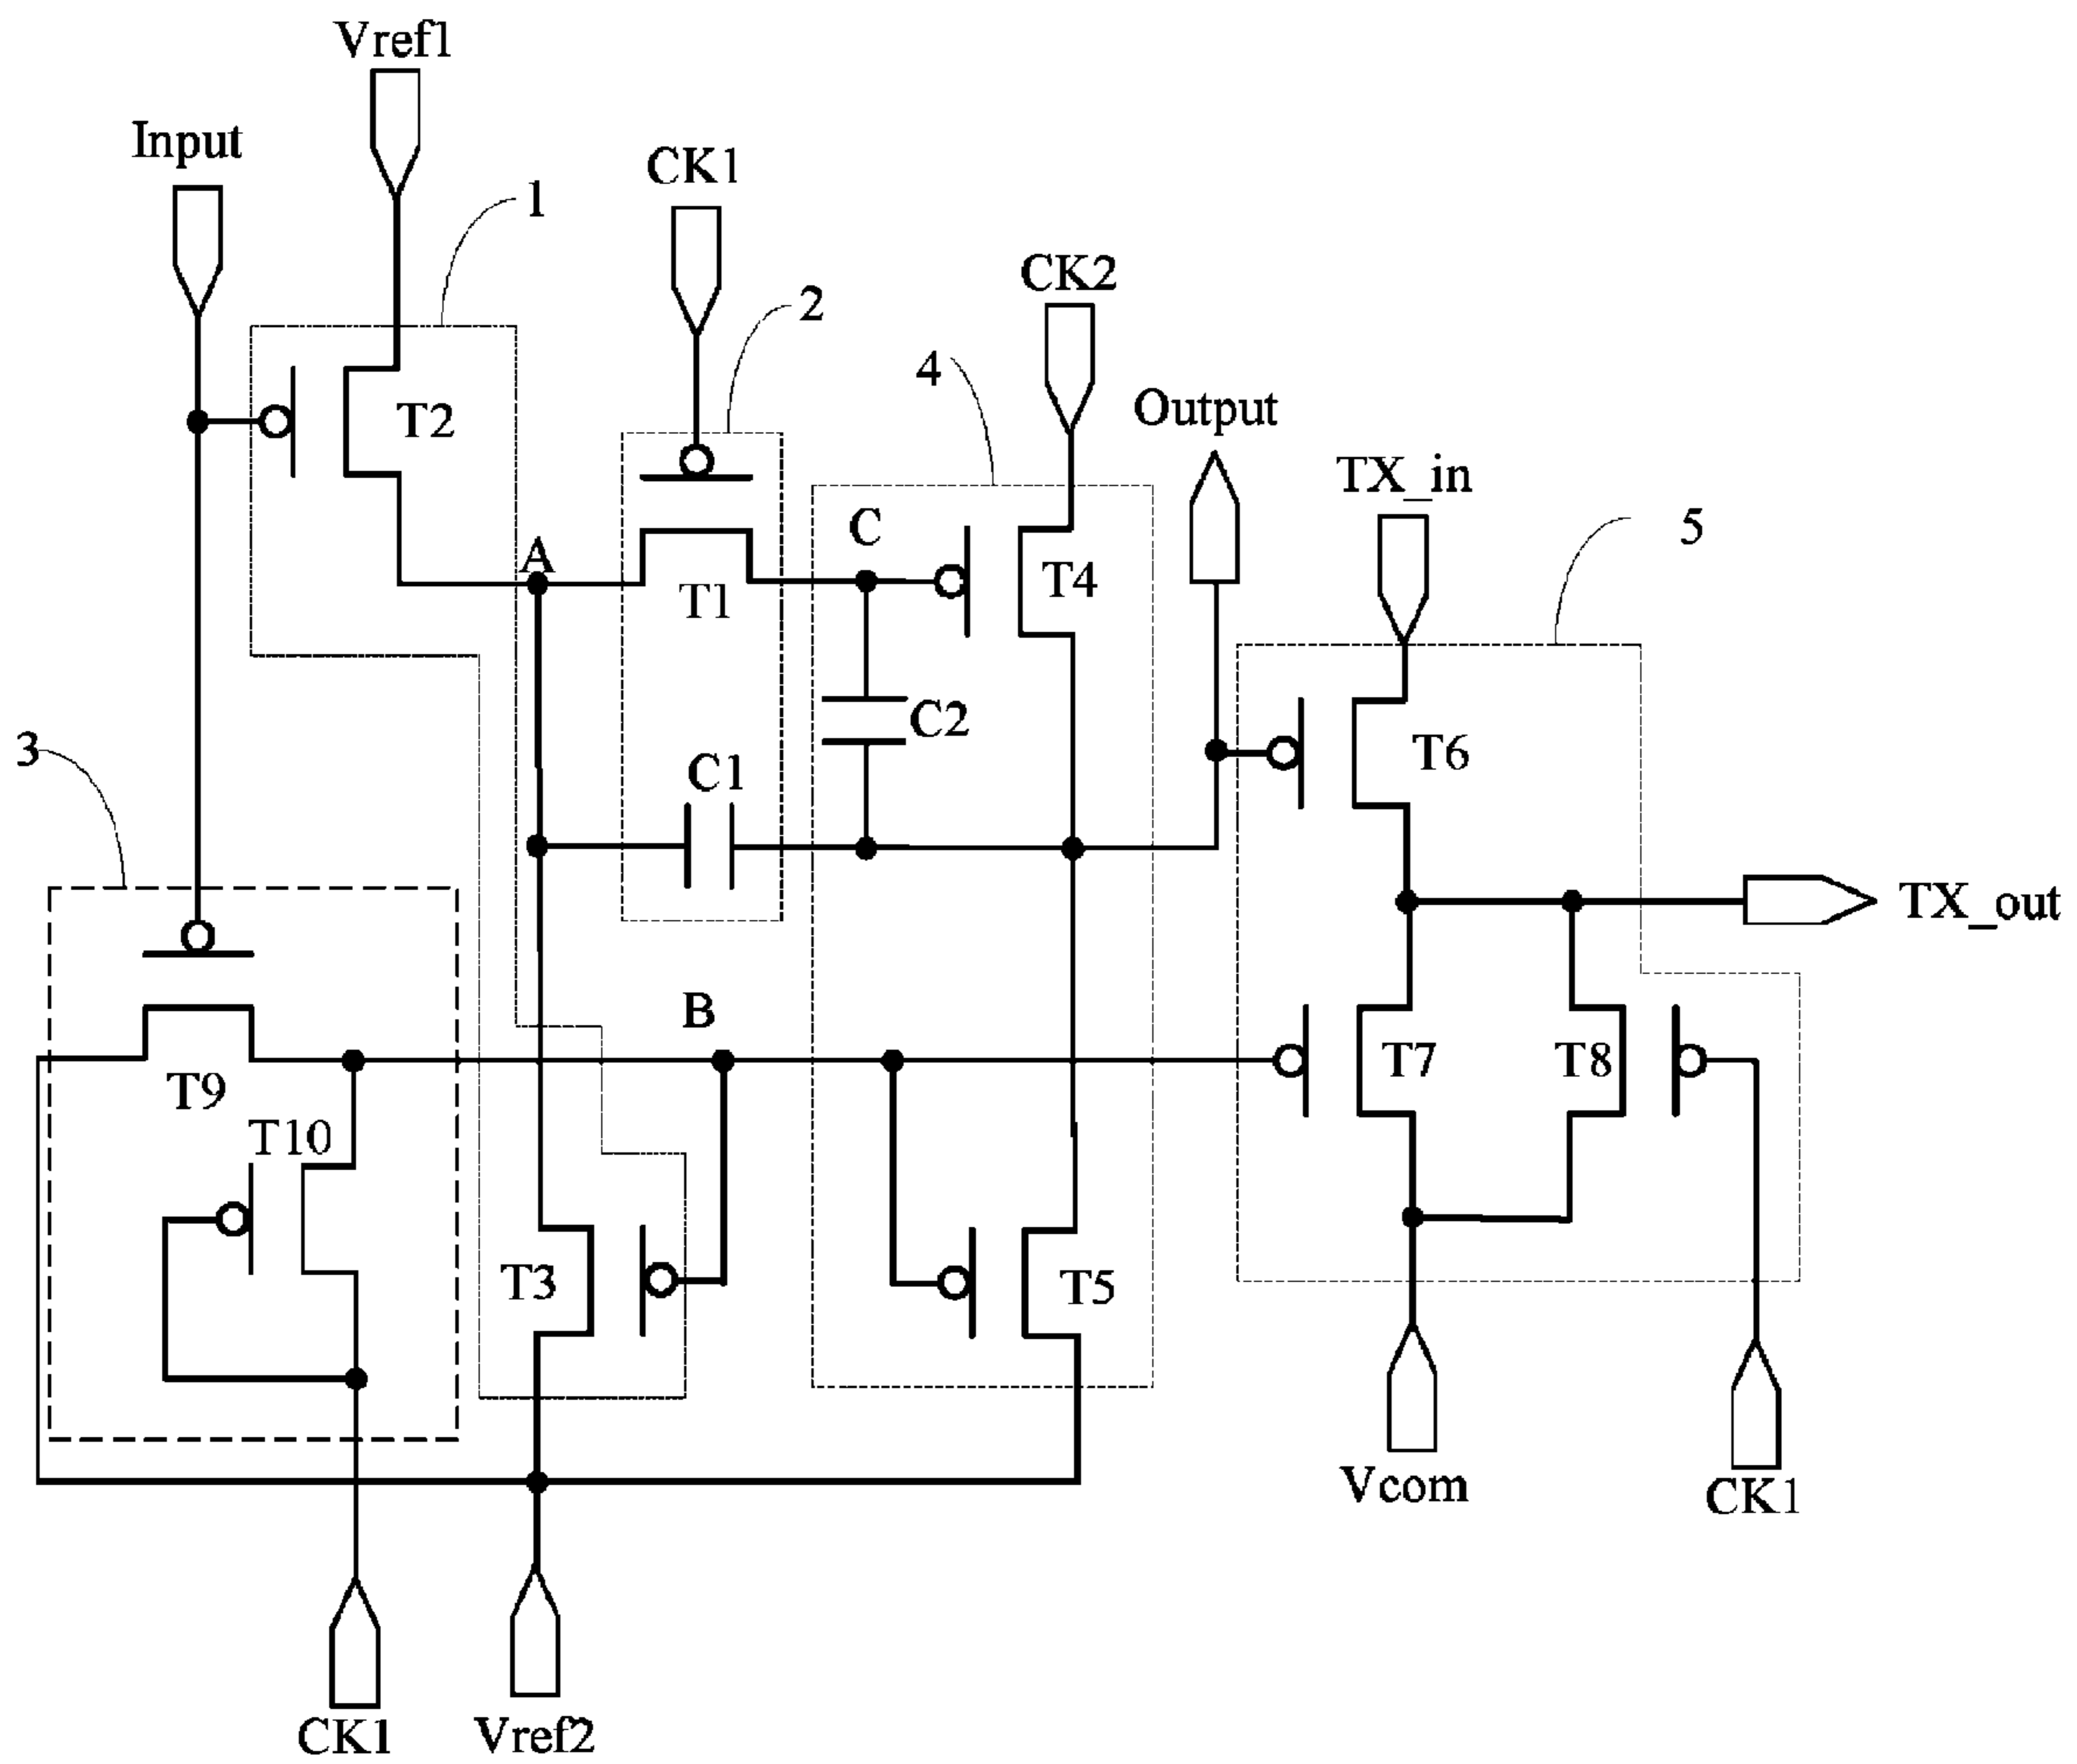 Vref1
Input
CK1
1
CK2
2
4
Output
TX_in
T2
C
5
A
T4
T1
C2
T6
3
C1
TX_out
B
T9
T7
T8
T10
T3
T5
Vcom
CK1
CK1
Vref2